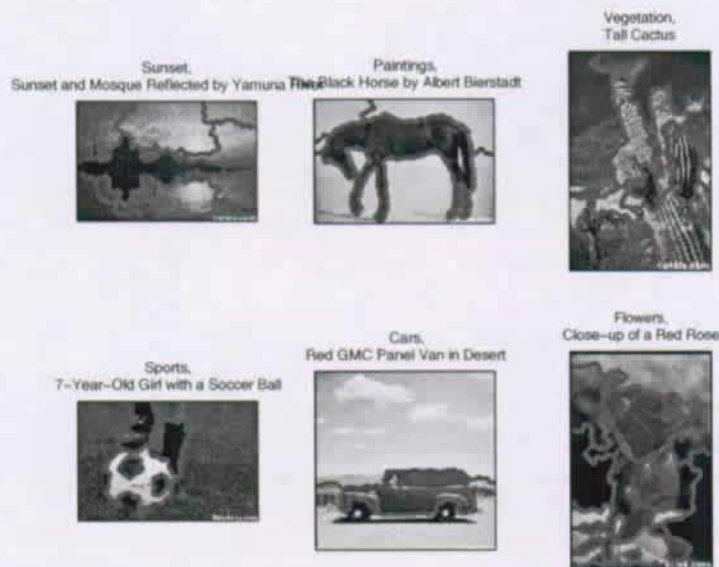 Sunset,
Sunset and Mosque Reflected by Yamuna
Paintings,
The Black Horse by Albert Bierstadt
Vegetation,
Tall Cactus
Sports,
7-Year-Old Girl with a Soccer Ball
Cars,
Red GMC Panel Van in Desert
Flowers,
Close-up of a Red Rose